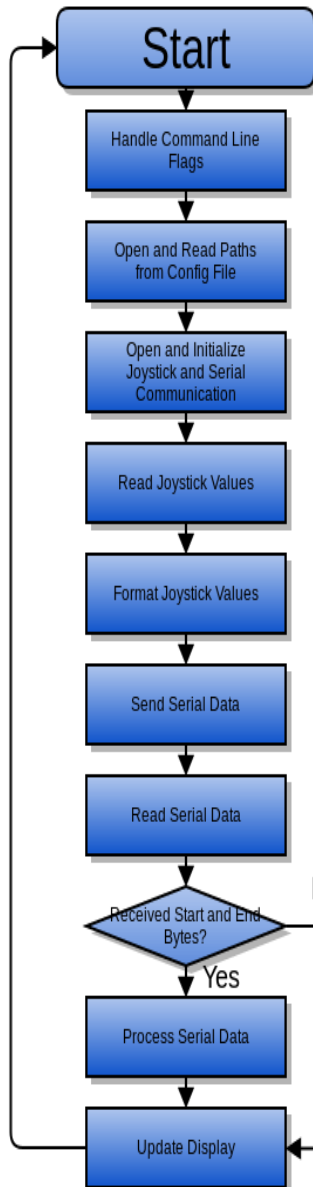 Start
Handle Command Line
Flags
Open and Read Paths
from Config File
Open and Initialize
Joystick and Serial
Communication
Read Joystick Values
Format Joystick Values
Send Serial Data
Read Serial Data
Received Start and End
Bytes?
Yes
Process Serial Data
Update Display